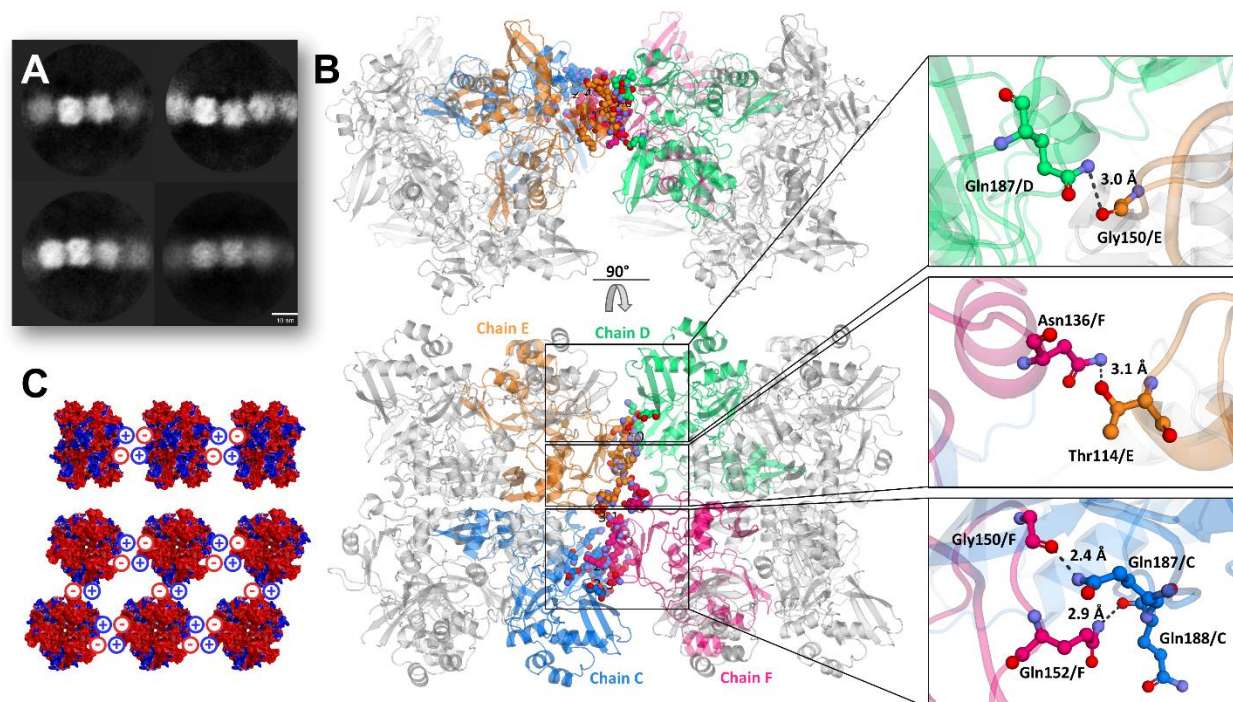 A
10 nm
B
90°
Chain E
Chain D
Chain C
Chain F
Gln187/D
3.0 Å
Gly150/E
Asn136/F
3.1 Å
Thr114/E
Gly150/F
2.4 Å
Gln187/C
2.9 Å
Gln188/C
Gln152/F
C
+ - + -
- + - +
+ - + -
- + - +
- + - + - +
+ - + -
- + - +